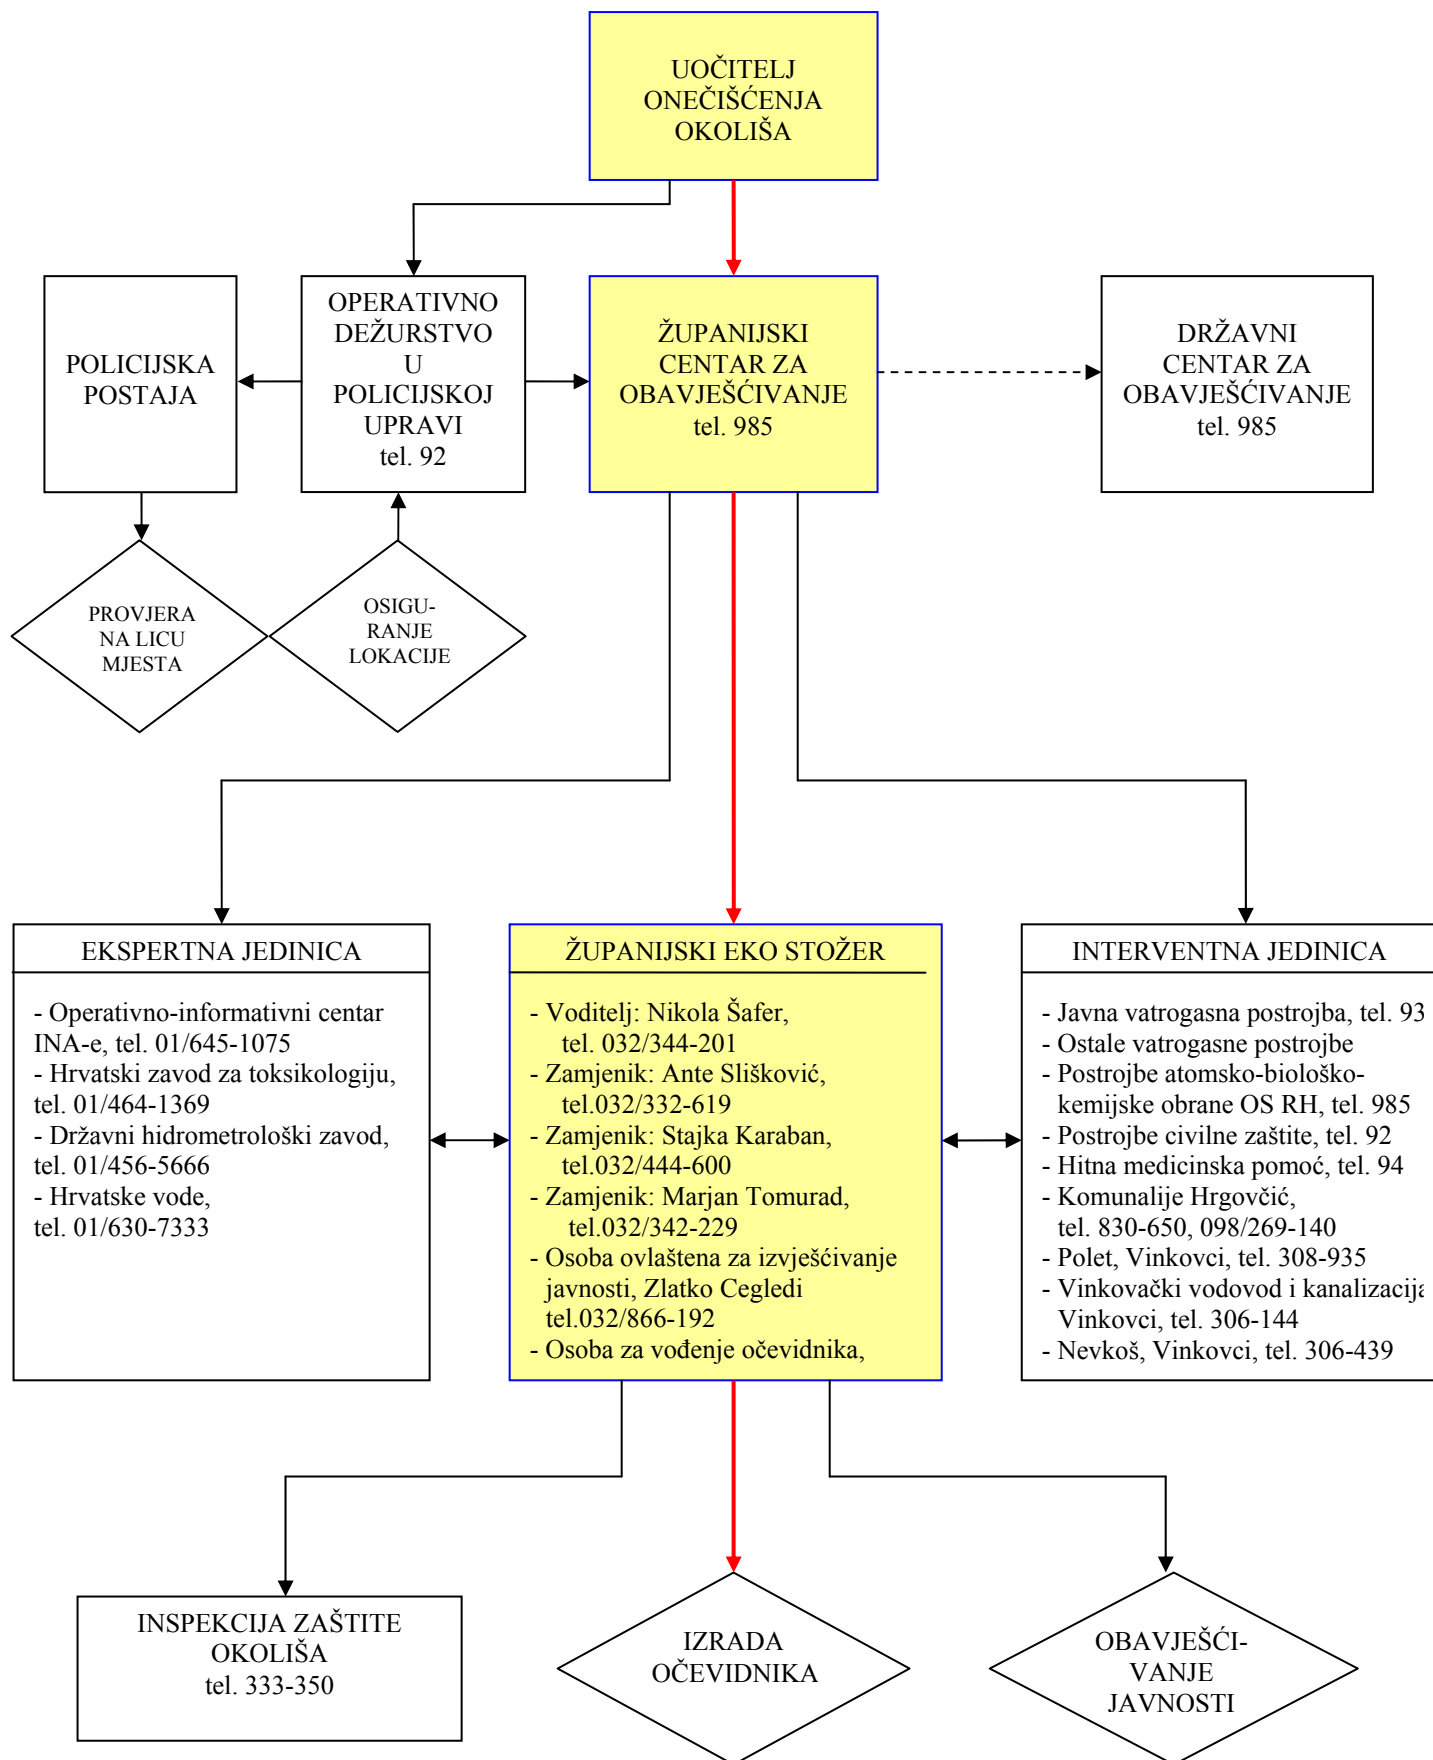 UOČITELJ
ONEČIŠĆENJA
OKOLIŠA
POLICIJSKA
POSTAJA
OPERATIVNO
DEŽURSTVO
U
POLICIJSKOJ
UPRAVI
tel. 92
ŽUPANIJSKI
CENTAR ZA
OBAVJEŠĆIVANJE
tel. 985
DRŽAVNI
CENTAR ZA
OBAVJEŠĆIVANJE
tel. 985
PROVJERA
NA LICU
MJESTA
OSIGU-
RANJE
LOKACIJE
EKSPERTNA JEDINICA
- Operativno-informativni centar
INA-e, tel. 01/645-1075
- Hrvatski zavod za toksikologiju,
tel. 01/464-1369
- Državni hidrometrološki zavod,
tel. 01/456-5666
- Hrvatske vode,
tel. 01/630-7333
ŽUPANIJSKI EKO STOŽER
- Voditelj: Nikola Šafer,
tel. 032/344-201
- Zamjenik: Ante Slišković,
tel.032/332-619
- Zamjenik: Stajka Karaban,
tel.032/444-600
- Zamjenik: Marjan Tomurad,
tel.032/342-229
- Osoba ovlaštena za izvješćivanje
javnosti, Zlatko Cegledi
tel.032/866-192
- Osoba za vođenje očevidnika,
INTERVENTNA JEDINICA
- Javna vatrogasna postrojba, tel. 93
- Ostale vatrogasne postrojbe
- Postrojbe atomsko-biološko-
kemijske obrane OS RH, tel. 985
- Postrojbe civilne zaštite, tel. 92
- Hitna medicinska pomoć, tel. 94
- Komunalije Hrgovčić,
tel. 830-650, 098/269-140
- Polet, Vinkovci, tel. 308-935
- Vinkovački vodovod i kanalizacija
Vinkovci, tel. 306-144
- Nevkoš, Vinkovci, tel. 306-439
INSPEKCIJA ZAŠTITE
OKOLIŠA
tel. 333-350
IZRADA
OČEVIDNIKA
OBAVJEŠĆI-
VANJE
JAVNOSTI